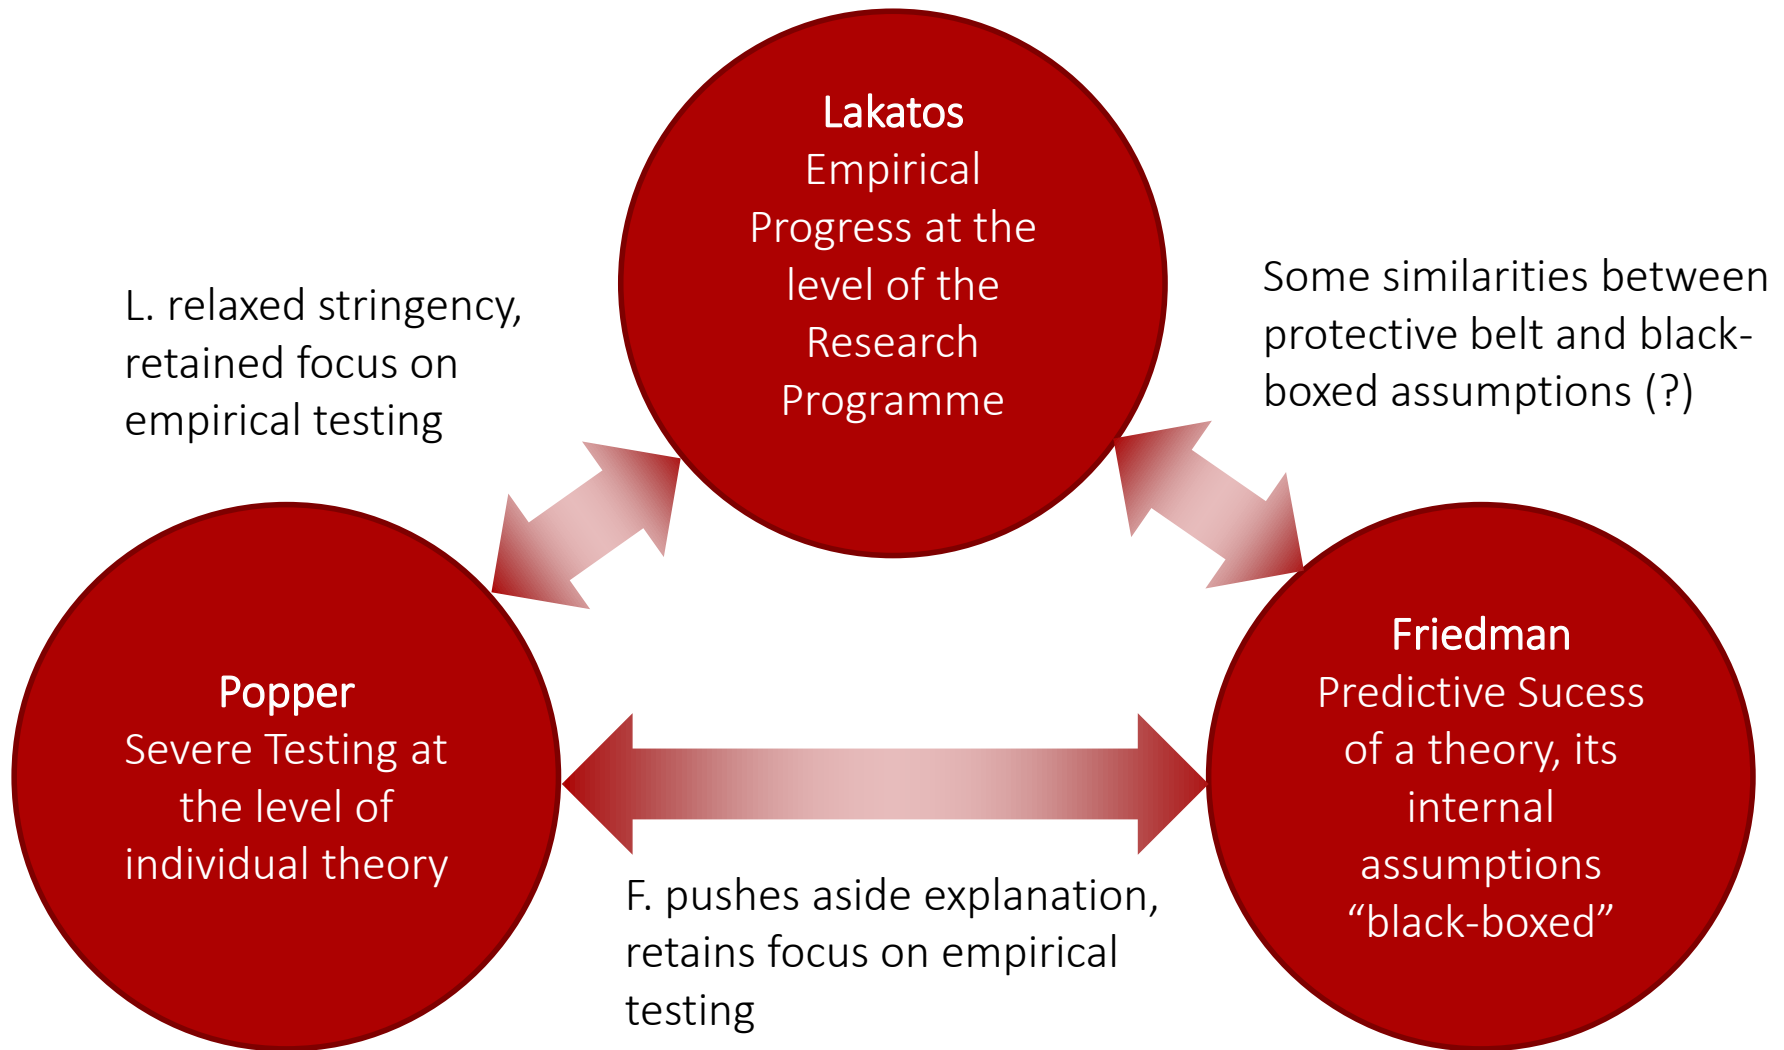 Lakatos
Empirical
Progress at the
level of the
Research
Programme
L. relaxed stringency,
retained focus on
empirical testing
Some similarities between
protective belt and black-
boxed assumptions (?)
Popper
Severe Testing at
the level of
individual theory
Friedman
Predictive Sucess
of a theory, its
internal
assumptions
“black-boxed”
F. pushes aside explanation,
retains focus on empirical
testing